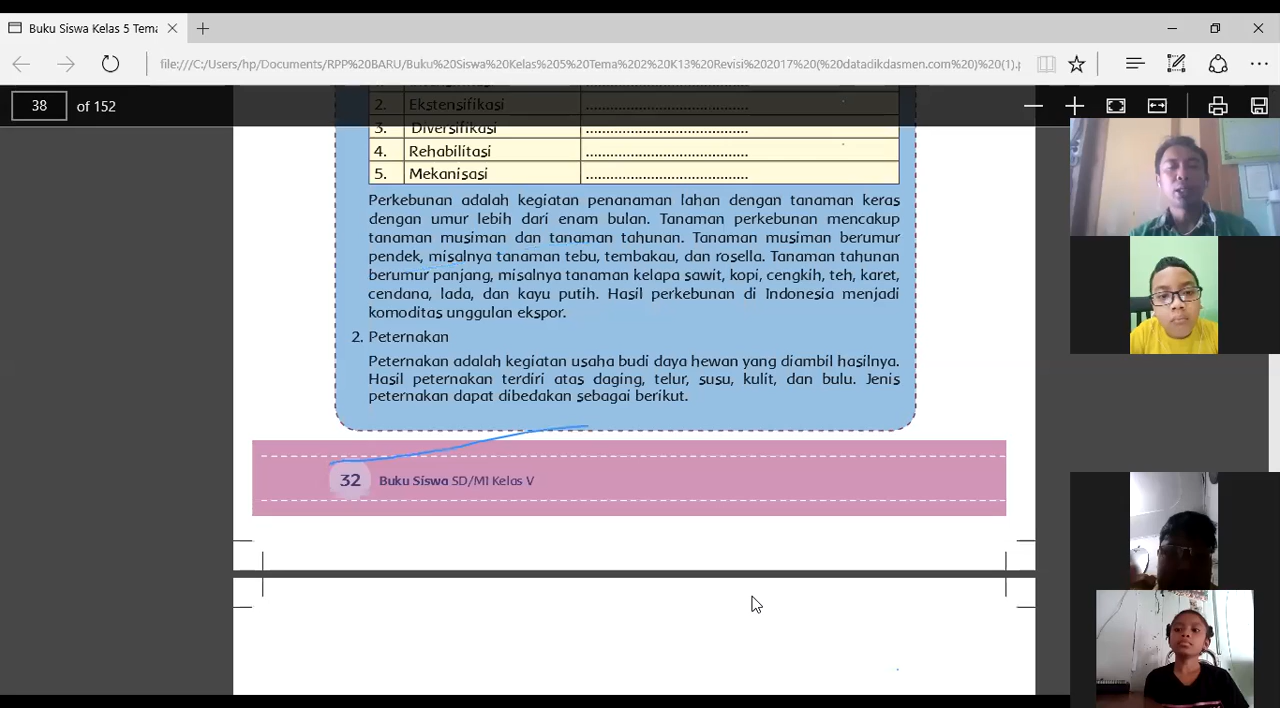 Buku Siswa Kelas 5 Tema
file:///C:/Users/hp/Documents/RPP%20BARU/Buku%20Siswa%20Kelas%205%20Tema%202%20K13%20Revisi%202017%20(%20datadikdasmen.com%20)%20(1).p
38 of 152
2. Ekstensifikasi ........................................
3. Diversifikasi ........................................
4. Rehabilitasi ........................................
5. Mekanisasi ........................................
Perkebunan adalah kegiatan penanaman lahan dengan tanaman keras
dengan umur lebih dari enam bulan. Tanaman perkebunan mencakup
tanaman musiman dan tanaman tahunan. Tanaman musiman berumur
pendek, misalnya tanaman tebu, tembakau, dan rosella. Tanaman tahunan
berumur panjang, misalnya tanaman kelapa sawit, kopi, cengkih, teh, karet,
cendana, lada, dan kayu putih. Hasil perkebunan di Indonesia menjadi
komoditas unggulan ekspor.
2. Peternakan
Peternakan adalah kegiatan usaha budi daya hewan yang diambil hasilnya.
Hasil peternakan terdiri atas daging, telur, susu, kulit, dan bulu. Jenis
peternakan dapat dibedakan sebagai berikut.
32 Buku Siswa SD/MI Kelas V